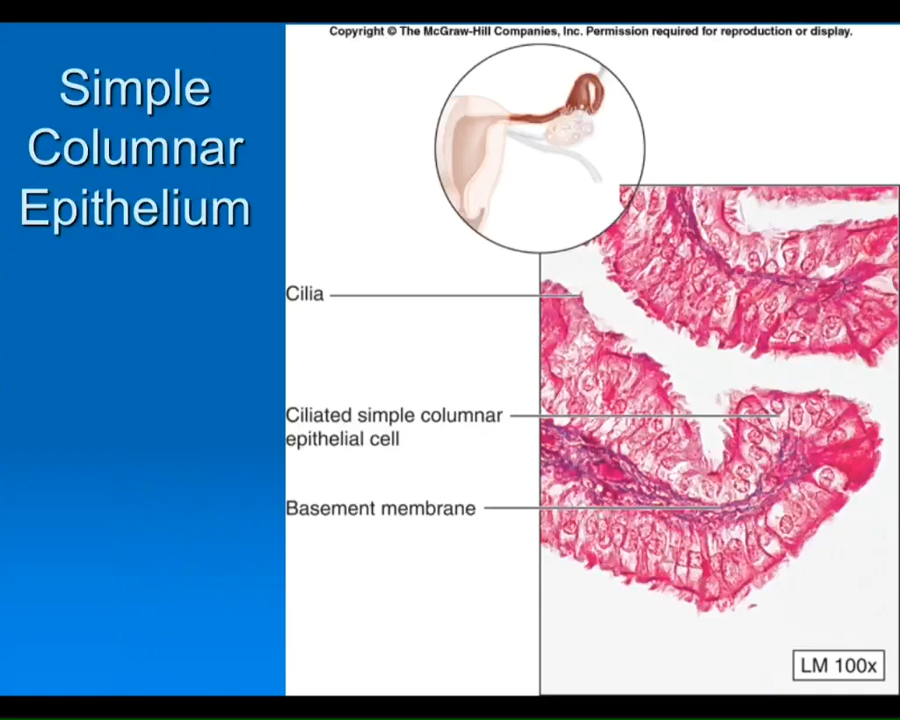 Copyright © The McGraw-Hill Companies, Inc. Permission required for reproduction or display.
Simple
Columnar
Epithelium
Cilia
Ciliated simple columnar
epithelial cell
Basement membrane
LM 100x